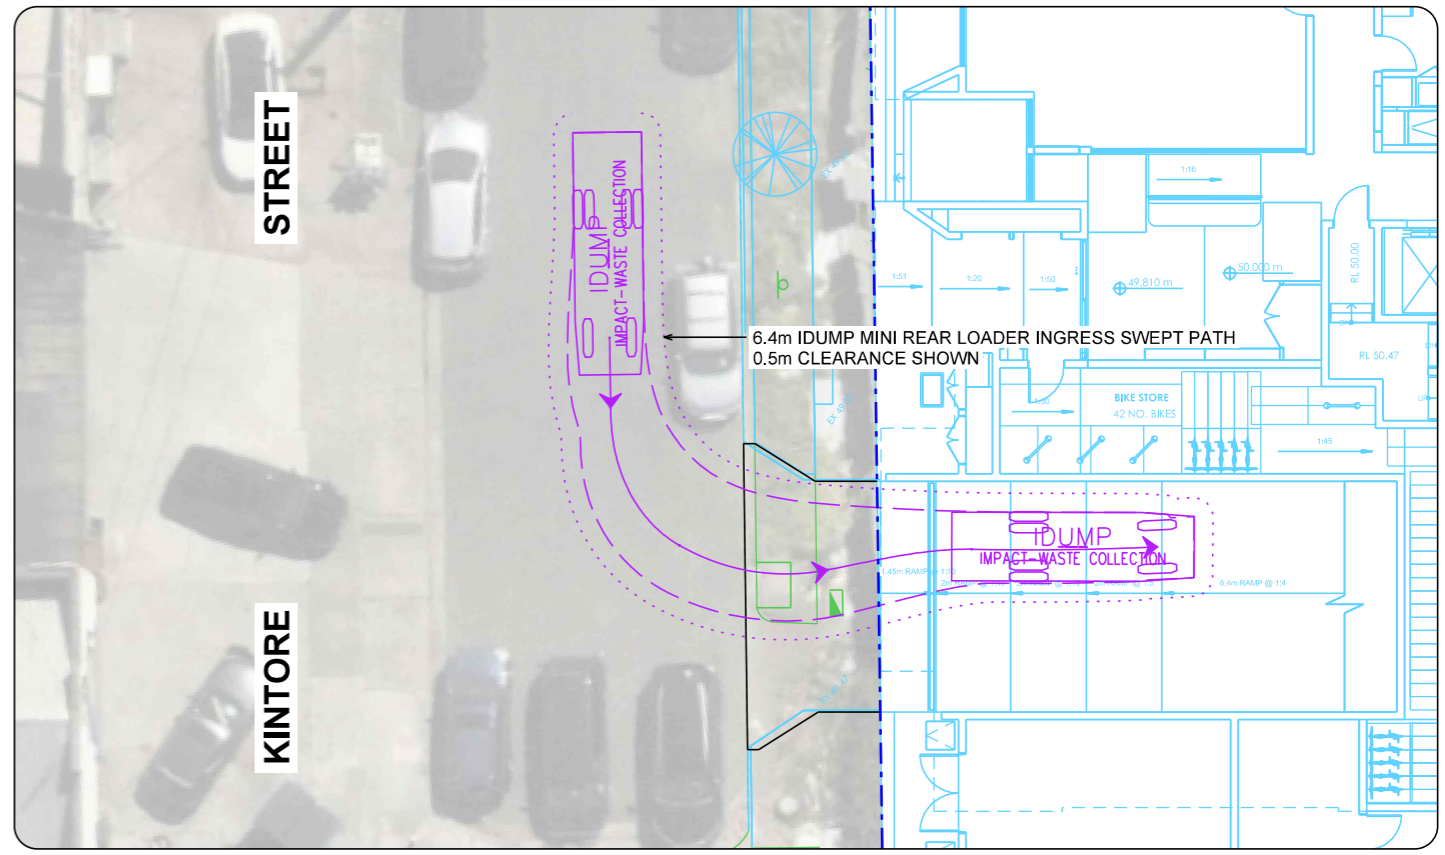 STREET
KINTORE
IDUMP
IMPACT-WASTE COLLECTION
6.4m IDUMP MINI REAR LOADER INGRESS SWEPT PATH
0.5m CLEARANCE SHOWN
1:16
1:51
1:20
1:50
49.810 m
50.000 m
RL 50.00
RL 50.47
BIKE STORE
42 NO. BIKES
1:45
IDUMP
IMPACT-WASTE COLLECTION
1.45m RAMP @ 1:10
6.4m RAMP @ 1:4